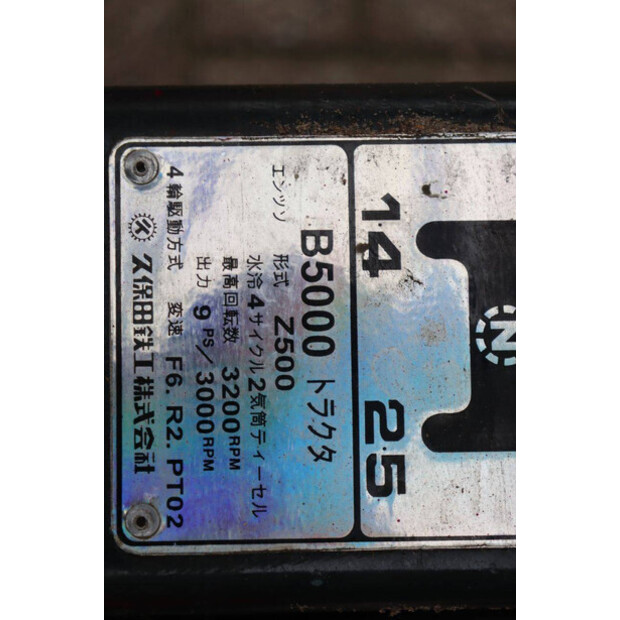 N
1·4 2·5
B5000 トラクタ
エンジン 形式 Z500
水冷4サイクル2気筒ディーゼル
最高回転数 3200RPM
出力 9PS/3000RPM
4輪駆動方式 変速 F6.R2.PTO2
久保田鉄工株式会社